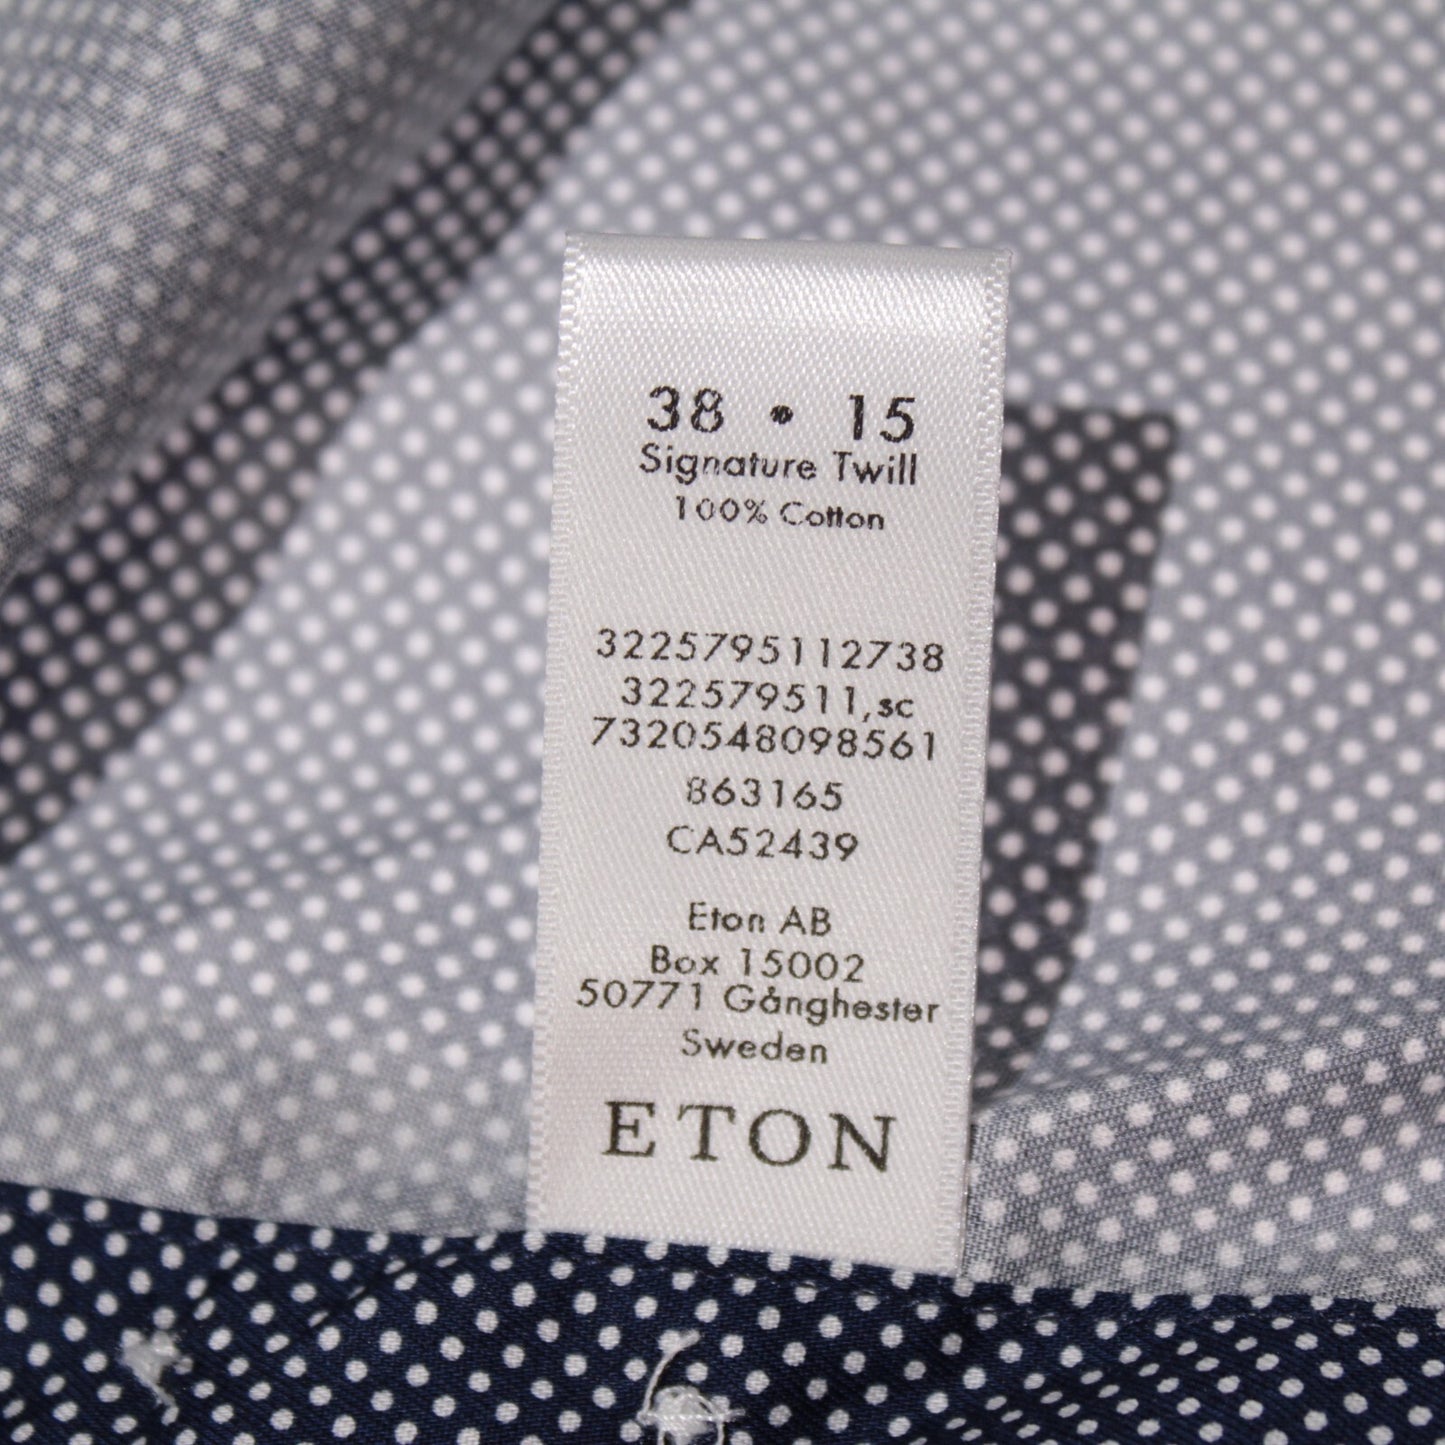 38 • 15
Signature Twill
100% Cotton
3225795112738
322579511,sc
7320548098561
863165
CA52439
Eton AB
Box 15002
50771 Gånghester
Sweden
ETON